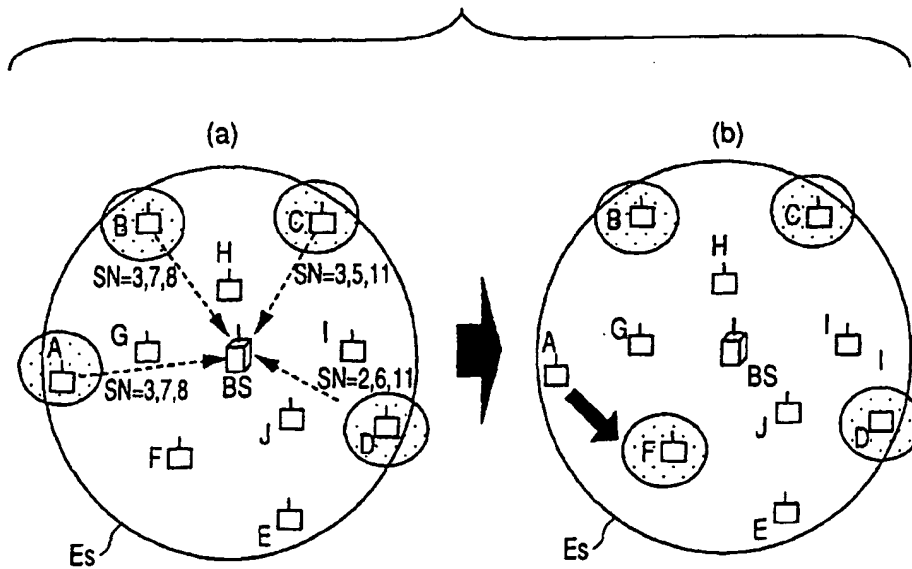 (a)
B
C
H
SN=3,7,8
SN=3,5,11
A
G
I
SN=3,7,8
BS
SN=2,6,11
J
D
F
E
Es
(b)
B
C
H
A
G
I
BS
I
J
D
F
E
Es